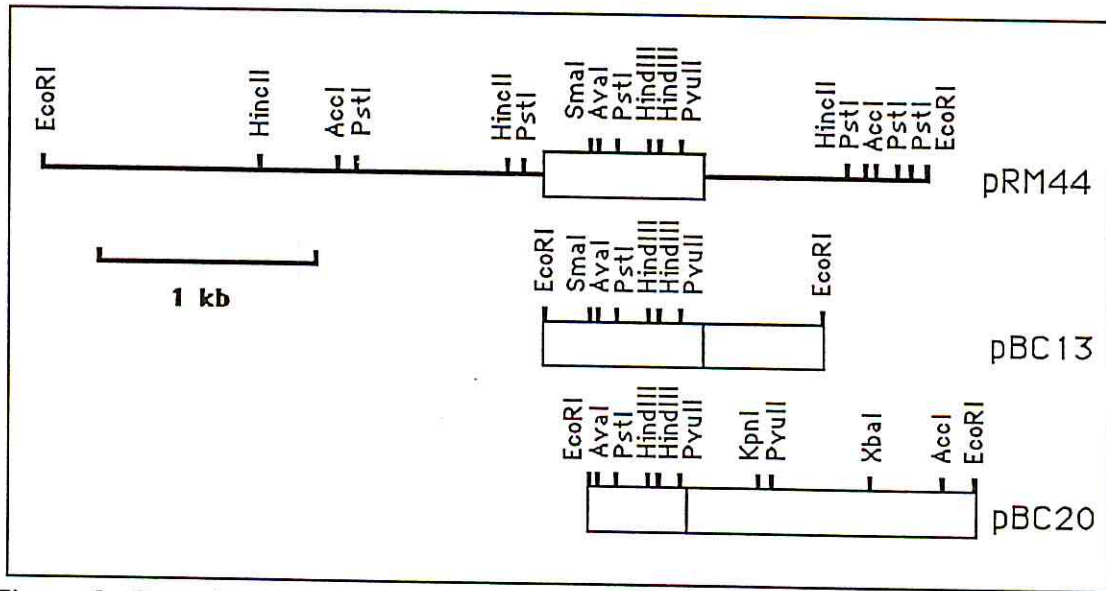 EcoRI
HincII
AccI
PstI
HincII
PstI
SmaI
AvaI
PstI
HindIII
HindIII
PvuII
HincII
PstI
AccI
PstI
PstI
EcoRI
pRM44
1 kb
EcoRI
SmaI
AvaI
PstI
HindIII
HindIII
PvuII
EcoRI
pBC13
EcoRI
AvaI
PstI
HindIII
HindIII
PvuII
KpnI
PvuII
XbaI
AccI
EcoRI
pBC20